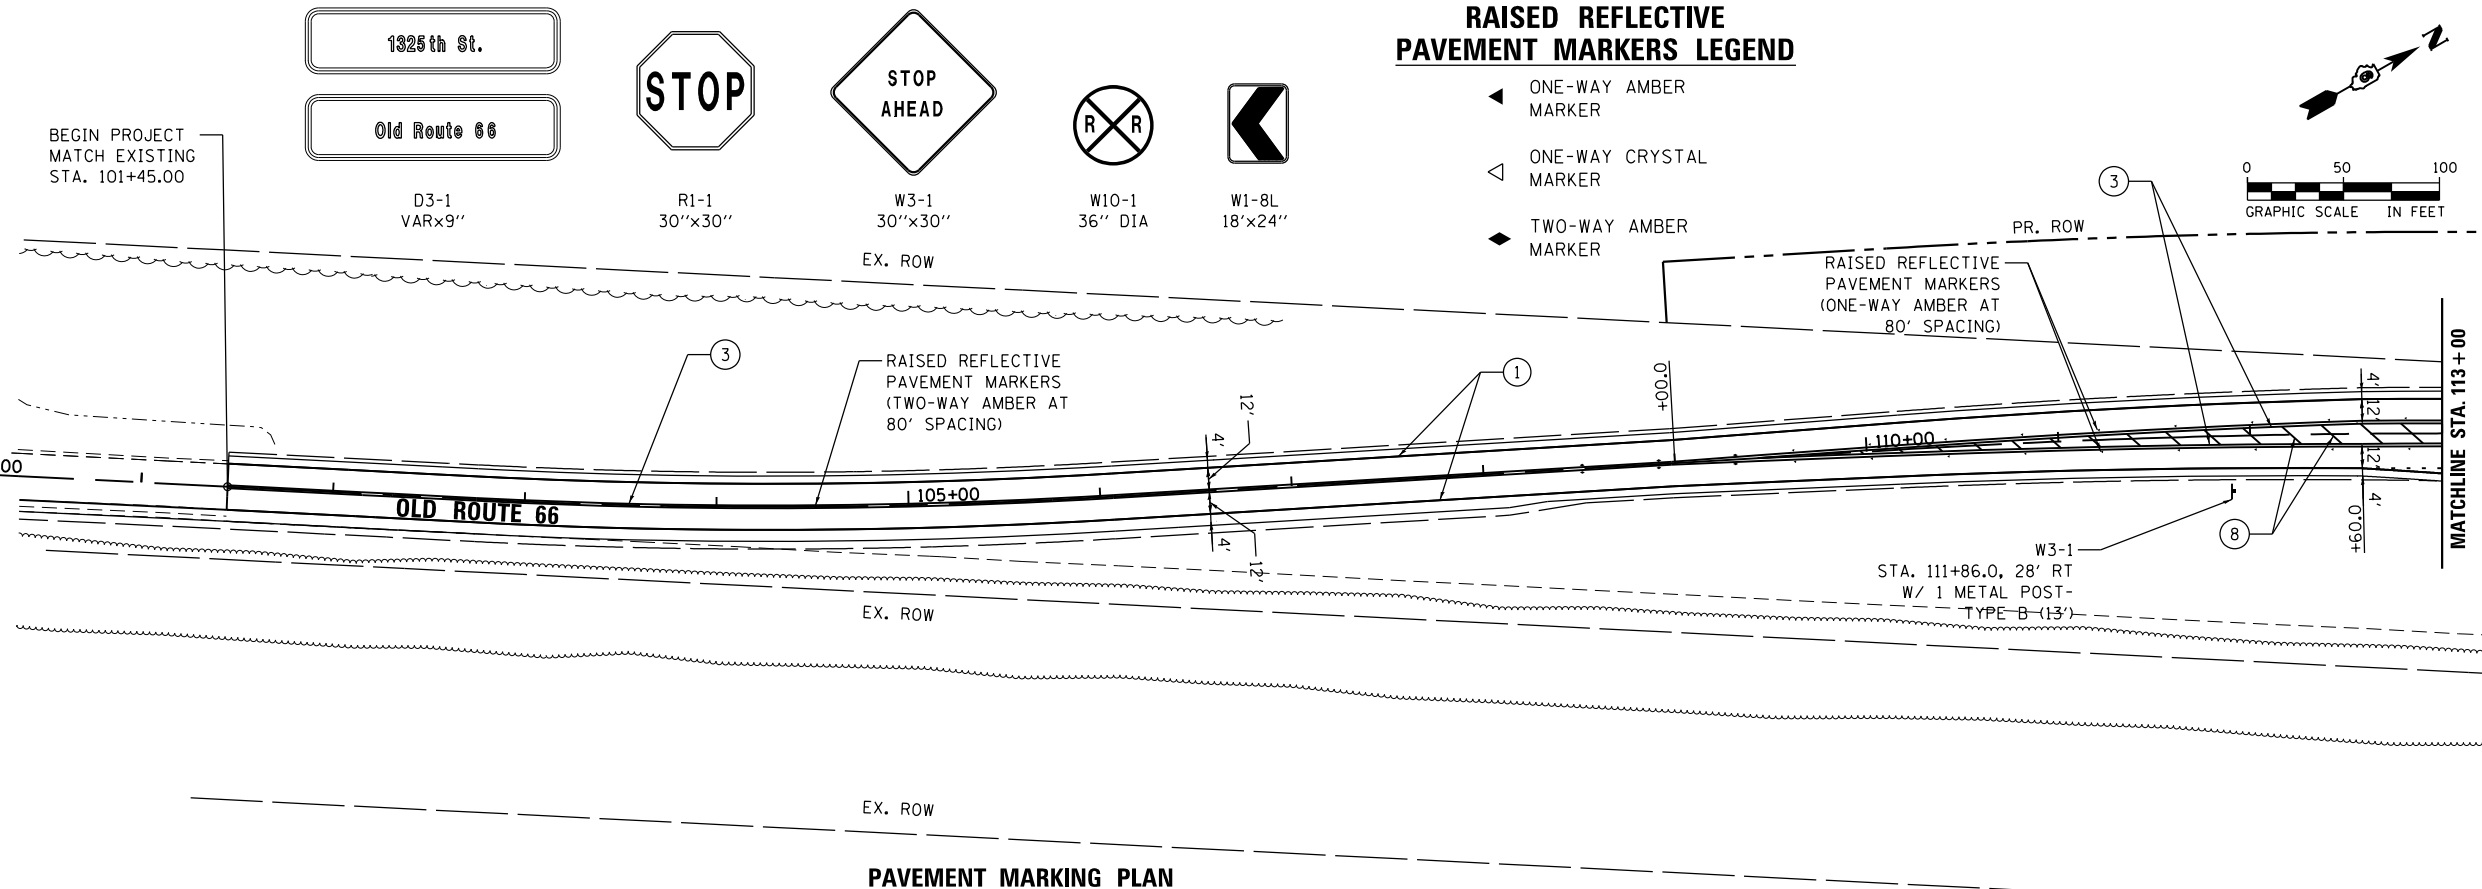 1325th St.
Old Route 66
D3-1
VAR×9''
STOP
R1-1
30''×30''
STOP
AHEAD
W3-1
30''×30''
R R
W10-1
36'' DIA
W1-8L
18'×24''
RAISED REFLECTIVE
PAVEMENT MARKERS LEGEND
ONE-WAY AMBER
MARKER
ONE-WAY CRYSTAL
MARKER
TWO-WAY AMBER
MARKER
N
0 50 100
GRAPHIC SCALE IN FEET
BEGIN PROJECT
MATCH EXISTING
STA. 101+45.00
EX. ROW
PR. ROW
3
RAISED REFLECTIVE
PAVEMENT MARKERS
(ONE-WAY AMBER AT
80' SPACING)
3
RAISED REFLECTIVE
PAVEMENT MARKERS
(TWO-WAY AMBER AT
80' SPACING)
1
12'
4'
+00.0
4'
12'
110+00
12'
4'
+60.0
MATCHLINE STA. 113+00
00
105+00
OLD ROUTE 66
4'
12'
8
W3-1
STA. 111+86.0, 28' RT
W/ 1 METAL POST-
TYPE B (13')
EX. ROW
EX. ROW
PAVEMENT MARKING PLAN